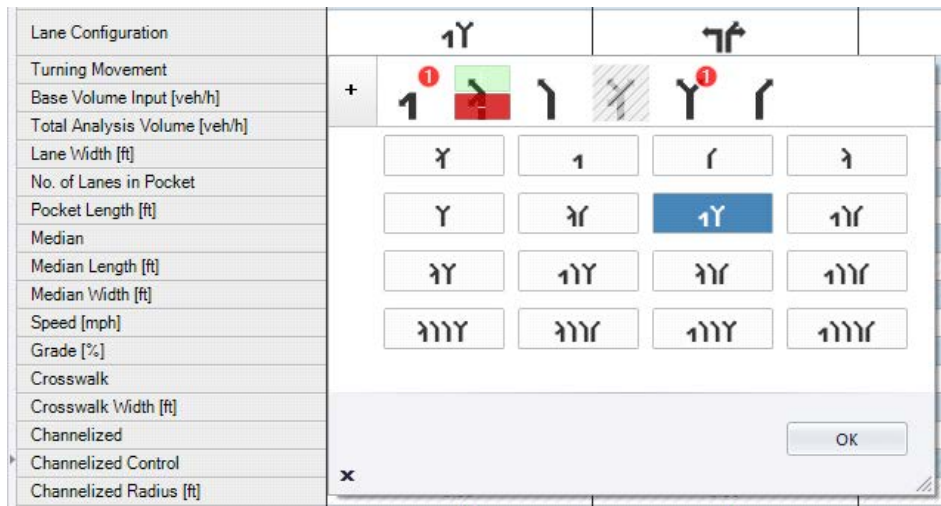 Lane Configuration
Turning Movement
+
1
1
Base Volume Input [veh/h]
Total Analysis Volume [veh/h]
Lane Width [ft]
No. of Lanes in Pocket
Pocket Length [ft]
Median
Median Length [ft]
Median Width [ft]
Speed [mph]
Grade [%]
Crosswalk
Crosswalk Width [ft]
Channelized
OK
Channelized Control
x
Channelized Radius [ft]